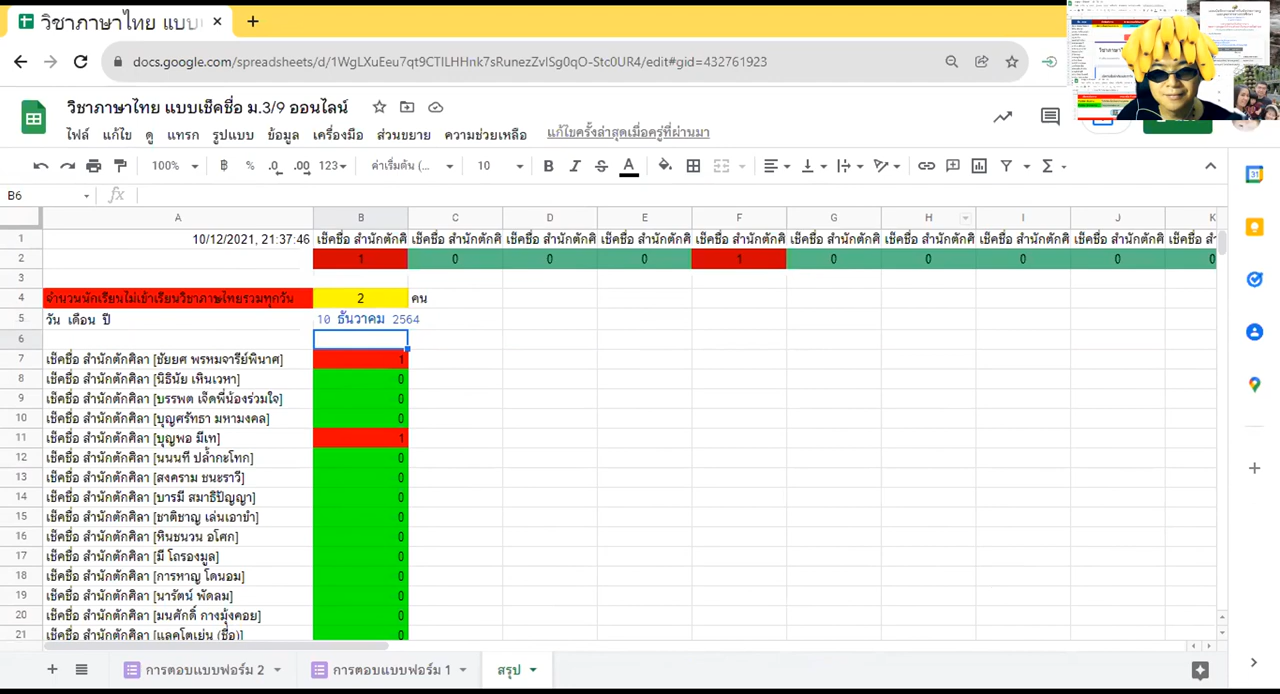 วิชาภาษาไทย แบบ
docs.google.com/spre
วิชาภาษาไทย แบบเช็คชื่อ ม.3/9 ออนไลน์
ไฟล์ แก้ไข ดู แทรก รูปแบบ ข้อมูล เครื่องมือ ส่วนเสริม ความช่วยเหลือ แก้ไขครั้งล่าสุดเมื่อครู่ที่ผ่านมา
100% ฿ % .0 .00 123 ค่าเริ่มต้น (... 10 B I S A Σ
B6 fx
A B C D E F G H I J K
1 10/12/2021, 21:37:46 เช็คชื่อ สำนักตักศิ เช็คชื่อ สำนักตักศิ เช็คชื่อ สำนักตักศิ เช็คชื่อ สำนักตักศิ เช็คชื่อ สำนักตักศิ เช็คชื่อ สำนักตักศิ เช็คชื่อ สำนักตักศิ เช็คชื่อ สำนักตักศิ เช็คชื่อ สำนักตักศิ เช็คชื่อ สำ
2 1 0 0 0 1 0 0 0 0 0
3
4 จำนวนนักเรียนไม่เข้าเรียนวิชาภาษาไทยรวมทุกวัน 2 คน
5 วัน เดือน ปี 10 ธันวาคม 2564
6
7 เช็คชื่อ สำนักตักศิลา [ชัยยศ พรหมจารีย์พินาศ] 1
8 เช็คชื่อ สำนักตักศิลา [นิธินัย เหินเวหา] 0
9 เช็คชื่อ สำนักตักศิลา [บรรพต เจ็ดพี่น้องร่วมใจ] 0
10 เช็คชื่อ สำนักตักศิลา [บุญศรัทธา มหามงคล] 0
11 เช็คชื่อ สำนักตักศิลา [บุญพอ มีเท] 1
12 เช็คชื่อ สำนักตักศิลา [นนนที ปล้ำกะโทก] 0
13 เช็คชื่อ สำนักตักศิลา [สงคราม ชนะราวี] 0
14 เช็คชื่อ สำนักตักศิลา [บารมี สมาธิปัญญา] 0
15 เช็คชื่อ สำนักตักศิลา [ชาติชาญ เล่นเอาขำ] 0
16 เช็คชื่อ สำนักตักศิลา [หินชนวน อโศก] 0
17 เช็คชื่อ สำนักตักศิลา [มี โถรองมูล] 0
18 เช็คชื่อ สำนักตักศิลา [การหาญ โดนอม] 0
19 เช็คชื่อ สำนักตักศิลา [นารัตน์ พัดลม] 0
20 เช็คชื่อ สำนักตักศิลา [มนศักดิ์ กางมุ้งคอย] 0
21 เช็คชื่อ สำนักตักศิลา [แลคโตเย่น (ชื่อ)] 0
การตอบแบบฟอร์ม 2 การตอบแบบฟอร์ม 1 สรุป